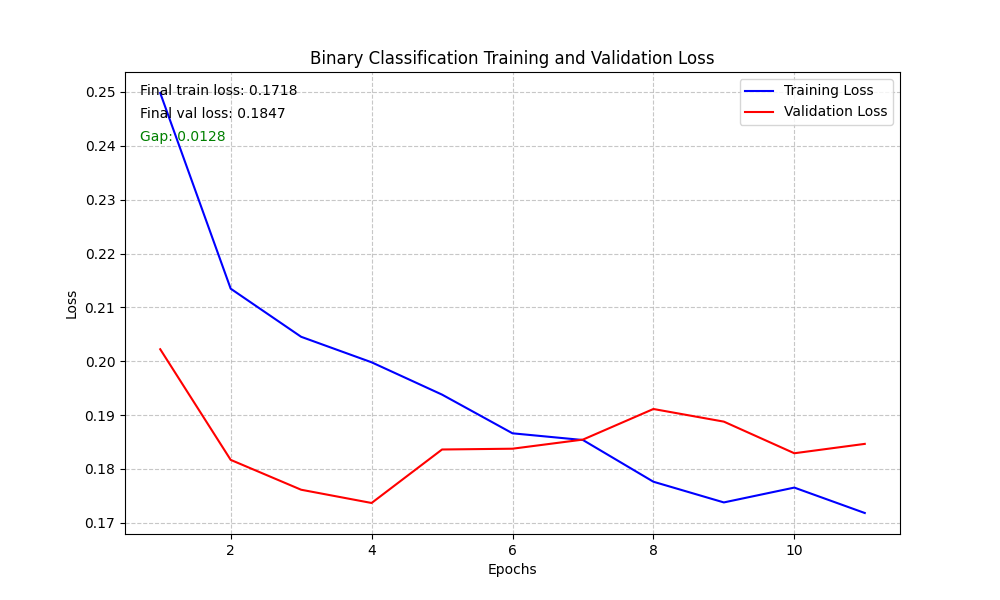 Binary Classification Training and Validation Loss
Final train loss: 0.1718
Final val loss: 0.1847
Gap: 0.0128
Training Loss
Validation Loss
0.25
0.24
0.23
0.22
0.21
0.20
0.19
0.18
0.17
Loss
2 4 6 8 10
Epochs